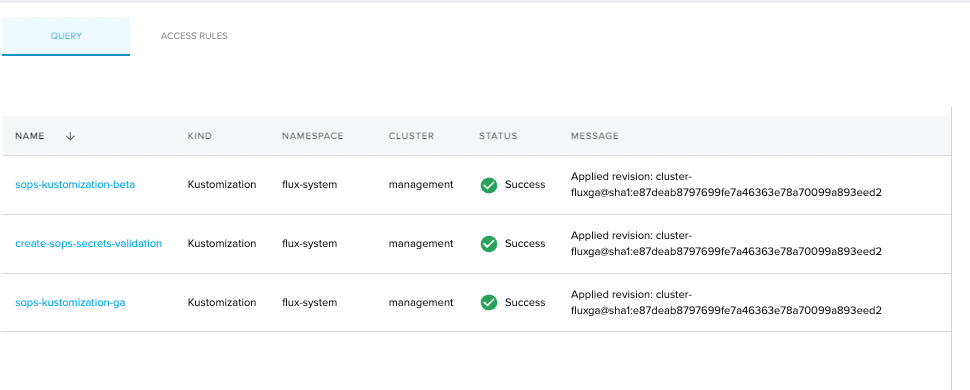 QUERY ACCESS RULES
NAME ↓ KIND NAMESPACE CLUSTER STATUS MESSAGE
sops-kustomization-beta Kustomization flux-system management Success Applied revision: cluster-
fluxga@sha1:e87deab8797699fe7a46363e78a70099a893eed2
create-sops-secrets-validation Kustomization flux-system management Success Applied revision: cluster-
fluxga@sha1:e87deab8797699fe7a46363e78a70099a893eed2
sops-kustomization-ga Kustomization flux-system management Success Applied revision: cluster-
fluxga@sha1:e87deab8797699fe7a46363e78a70099a893eed2